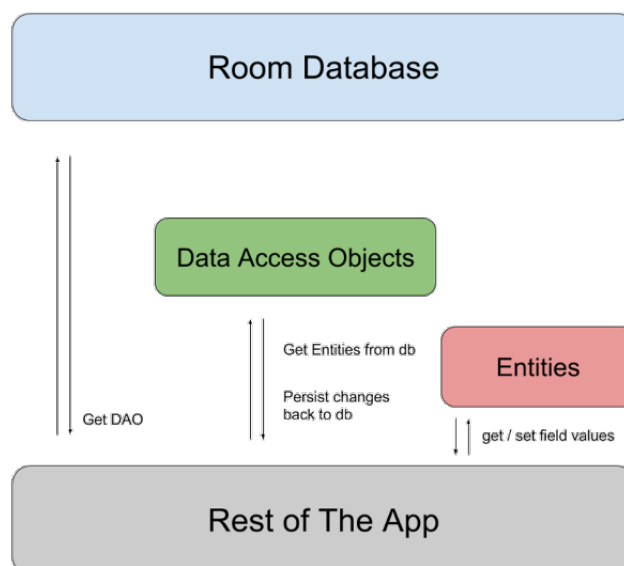 Room Database
Data Access Objects
Get Entities from db
Persist changes
back to db
Entities
Get DAO
get / set field values
Rest of The App